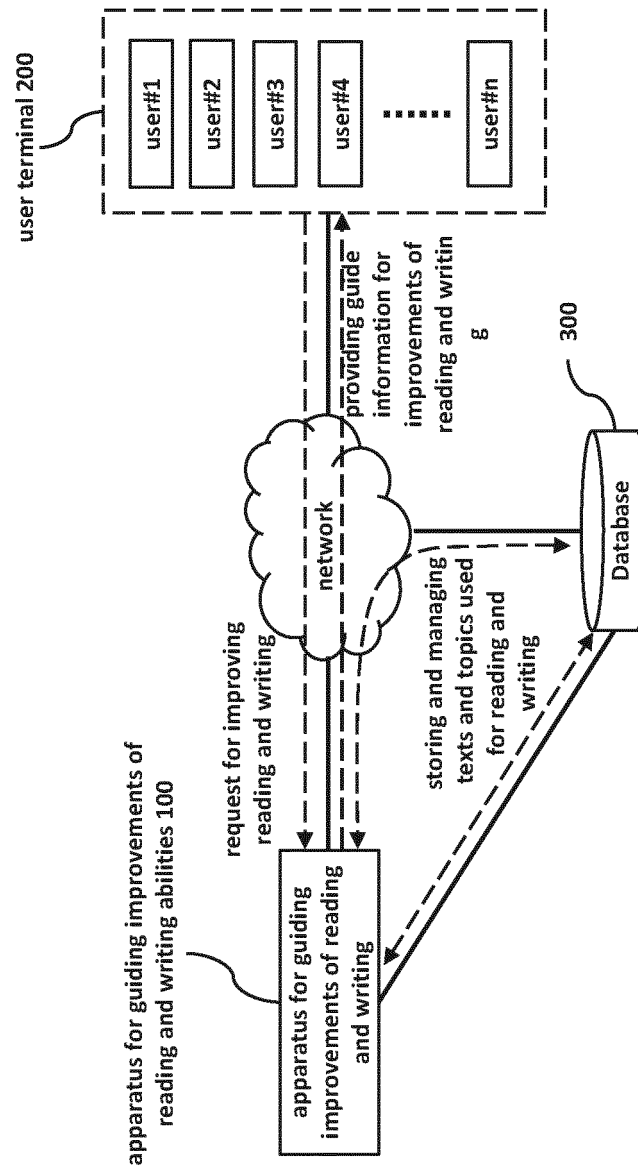 apparatus for guiding improvements of
reading and writing abilities 100
apparatus for guiding
improvements of reading
and writing
request for improving
reading and writing
network
storing and managing
texts and topics used
for reading and
writing
Database
300
providing guide
information for
improvements of
reading and writin
g
user terminal 200
user#1
user#2
user#3
user#4
user#n